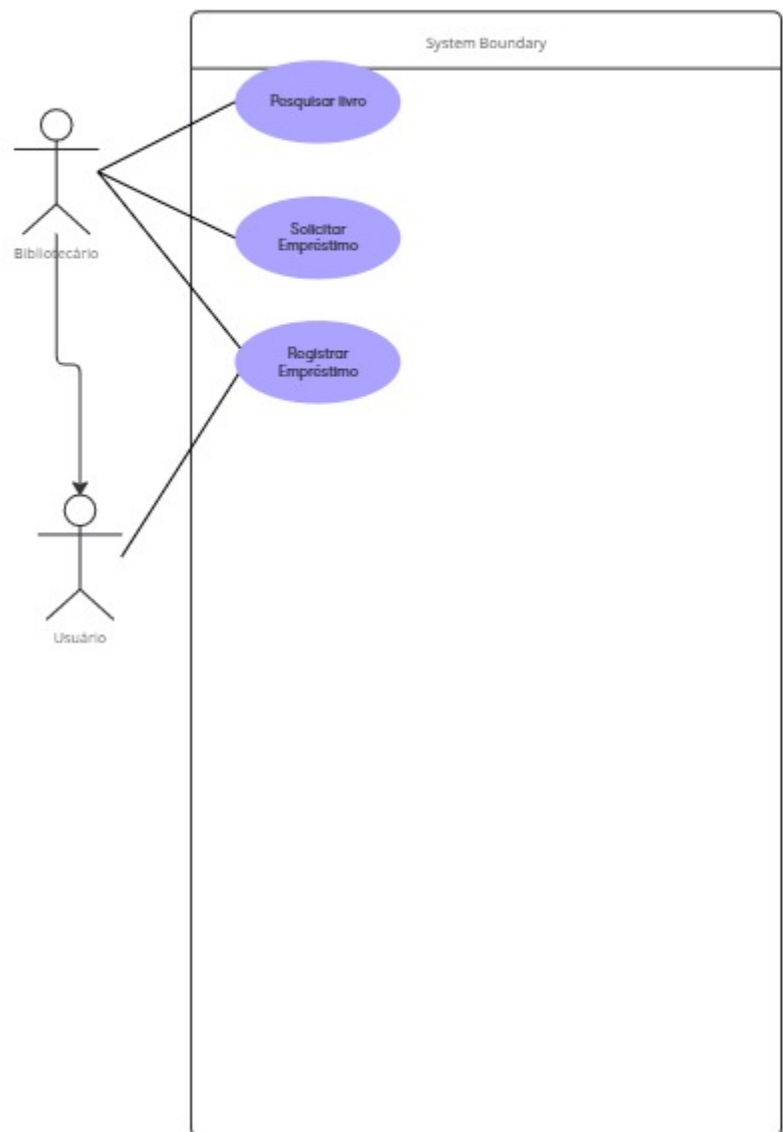 System Boundary
Pesquisar livro
Solicitar
Empréstimo
Bibliotecário
Registrar
Empréstimo
Usuário